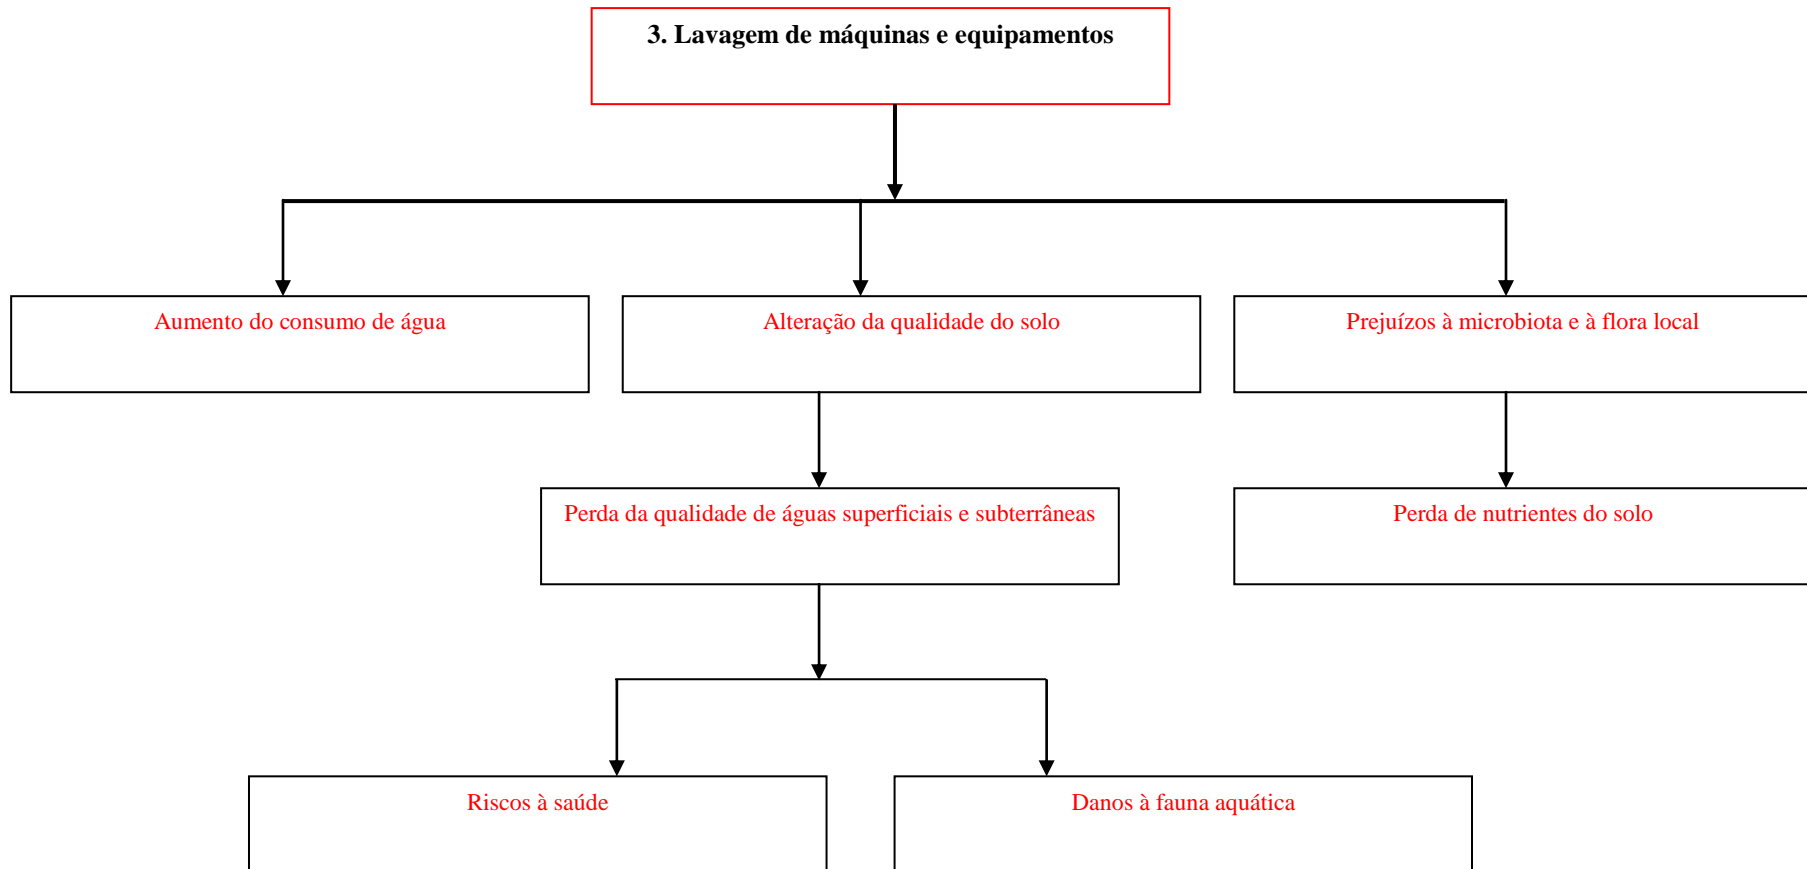 3. Lavagem de máquinas e equipamentos
Aumento do consumo de água
Alteração da qualidade do solo
Prejuízos à microbiota e à flora local
Perda da qualidade de águas superficiais e subterrâneas
Perda de nutrientes do solo
Riscos à saúde
Danos à fauna aquática